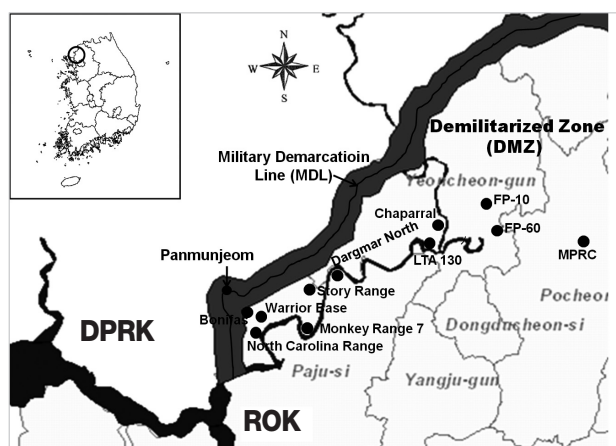 N
W E
S
Demilitarized Zone
(DMZ)
Military Demarcatioin
Line (MDL)
Yeoncheon-gun
FP-10
Chaparral
FP-60
Dargmar North
LTA 130
MPRC
Panmunjeom
Story Range
Pocheon
Warrior Base
Bonifas
DPRK
Monkey Range 7
Dongducheon-si
North Carolina Range
Paju-si
Yangju-gun
ROK